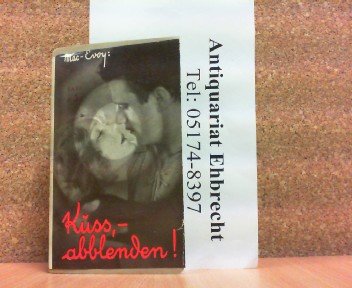 Mac-Evoy:
Küss,-
abblenden!
Antiquariat Ehbrecht
Tel: 05174-8397